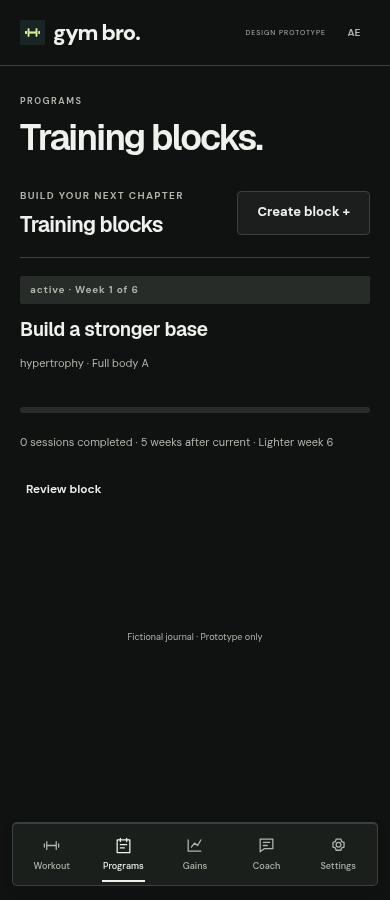 gym bro.
DESIGN PROTOTYPE
AE
PROGRAMS
Training blocks.
BUILD YOUR NEXT CHAPTER
Training blocks
Create block +
active · Week 1 of 6
Build a stronger base
hypertrophy · Full body A
0 sessions completed · 5 weeks after current · Lighter week 6
Review block
Fictional journal · Prototype only
Workout
Programs
Gains
Coach
Settings